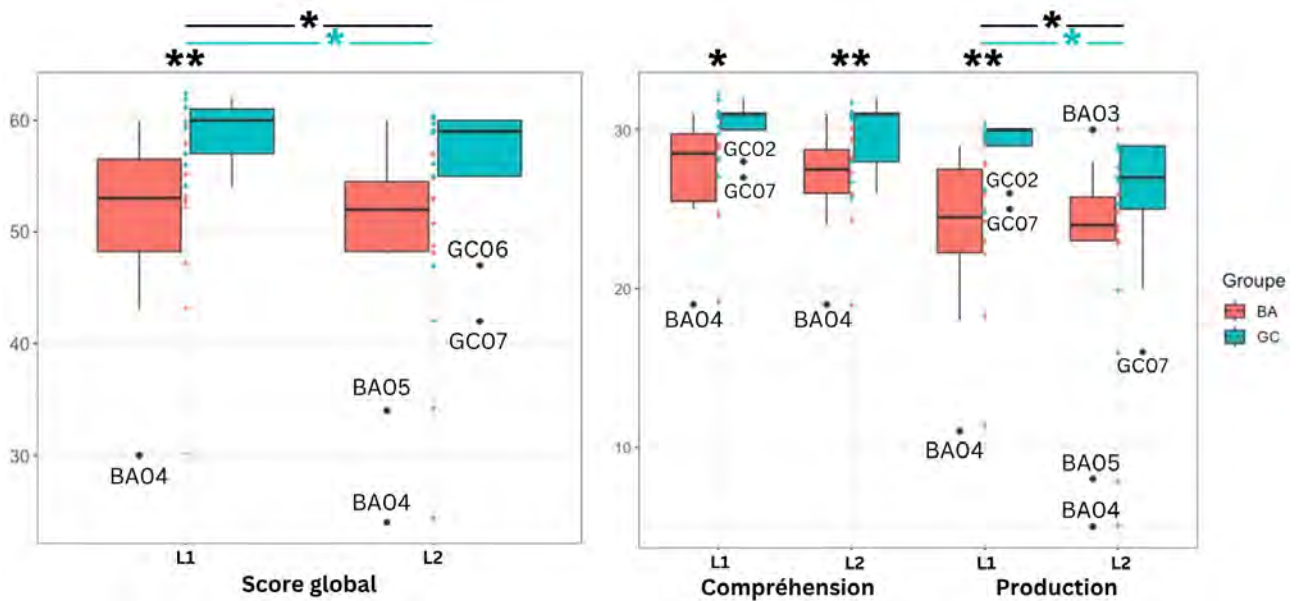 * *
* *
** * ** **
60
50
40
30
GC06
GC07
BA05
BA04
BA04
L1 L2
Score global
30
20
10
BA03
GC02
GC07
GC02
GC07
BA04
BA04
GC07
BA04
BA05
BA04
L1 L2 L1 L2
Compréhension Production
Groupe
BA
GC